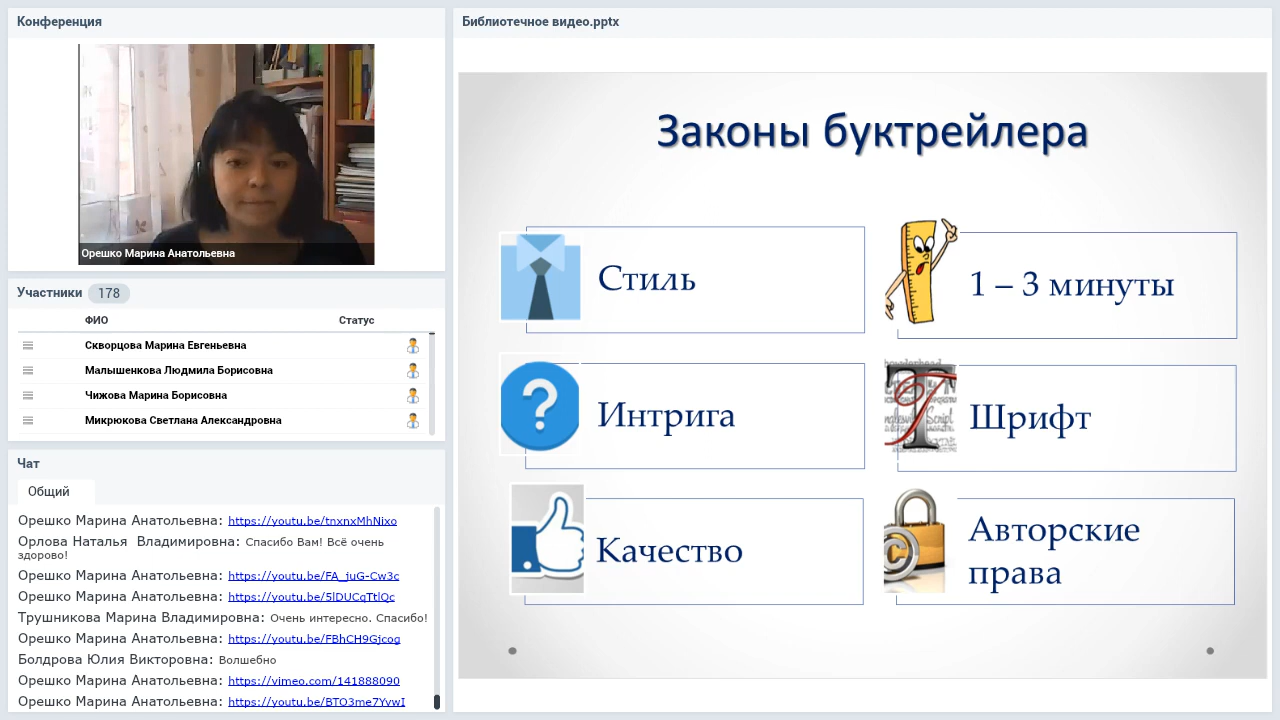 Конференция
Орешко Марина Анатольевна
Участники 178
ФИО Статус
Скворцова Марина Евгеньевна
Малышенкова Людмила Борисовна
Чижова Марина Борисовна
Микрюкова Светлана Александровна
Чат
Общий
Орешко Марина Анатольевна: https://youtu.be/tnxnxMhNixo
Орлова Наталья Владимировна: Спасибо Вам! Всё очень
здорово!
Орешко Марина Анатольевна: https://youtu.be/FA_juG-Cw3c
Орешко Марина Анатольевна: https://youtu.be/5lDUCqTtlQc
Трушникова Марина Владимировна: Очень интересно. Спасибо!
Орешко Марина Анатольевна: https://youtu.be/FBhCH9Gjcog
Болдрова Юлия Викторовна: Волшебно
Орешко Марина Анатольевна: https://vimeo.com/141888090
Орешко Марина Анатольевна: https://youtu.be/BTO3me7YvwI
Библиотечное видео.pptx
Законы буктрейлера
Стиль
1 – 3 минуты
Интрига
Шрифт
Качество
Авторские
права